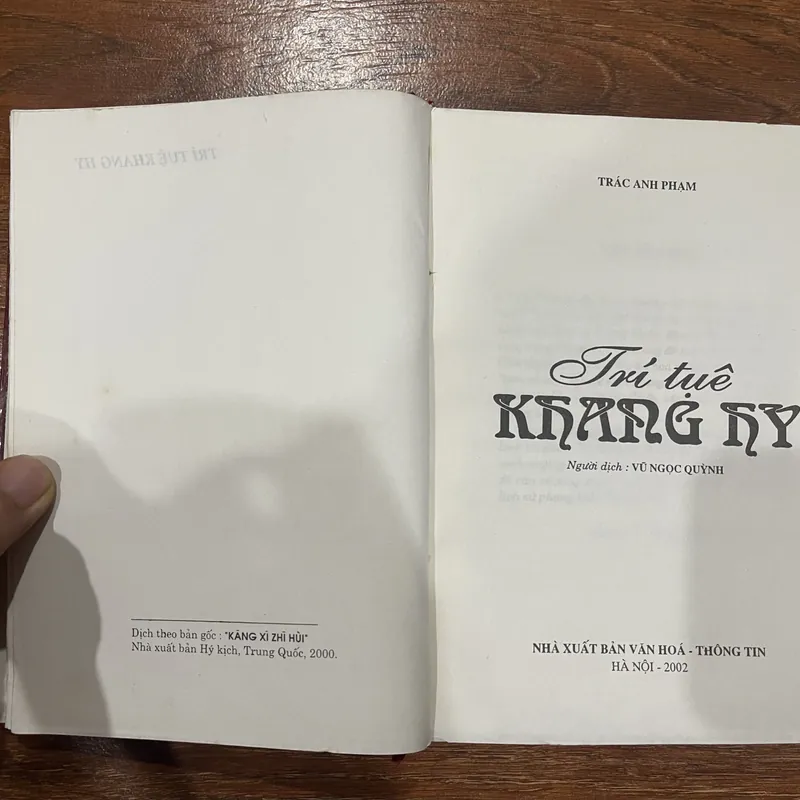 TRÍ TUỆ KHANG HY
Dịch theo bản gốc : "KĀNG XÌ ZHÌ HÙI"
Nhà xuất bản Hý kịch, Trung Quốc, 2000.
TRÁC ANH PHẠM
Trí tuệ
KHANG HY
Người dịch : VŨ NGỌC QUỲNH
NHÀ XUẤT BẢN VĂN HOÁ - THÔNG TIN
HÀ NỘI - 2002